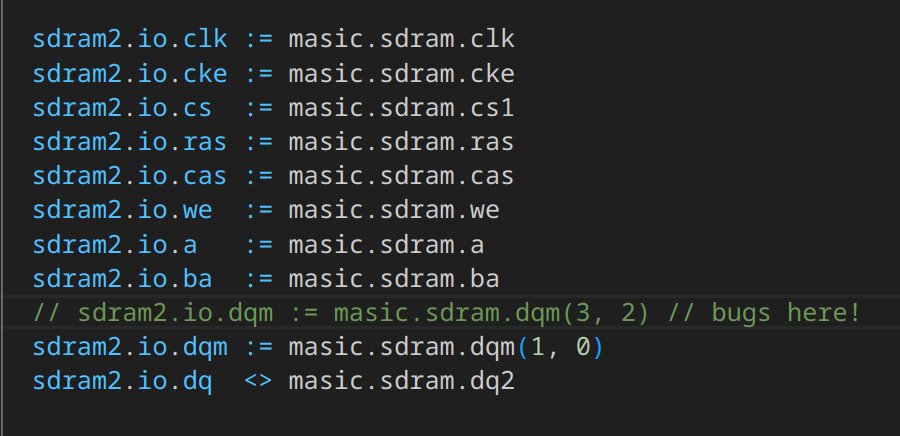 sdram2.io.clk := masic.sdram.clk
sdram2.io.cke := masic.sdram.cke
sdram2.io.cs  := masic.sdram.cs1
sdram2.io.ras := masic.sdram.ras
sdram2.io.cas := masic.sdram.cas
sdram2.io.we  := masic.sdram.we
sdram2.io.a   := masic.sdram.a
sdram2.io.ba  := masic.sdram.ba
// sdram2.io.dqm := masic.sdram.dqm(3, 2) // bugs here!
sdram2.io.dqm := masic.sdram.dqm(1, 0)
sdram2.io.dq  <> masic.sdram.dq2